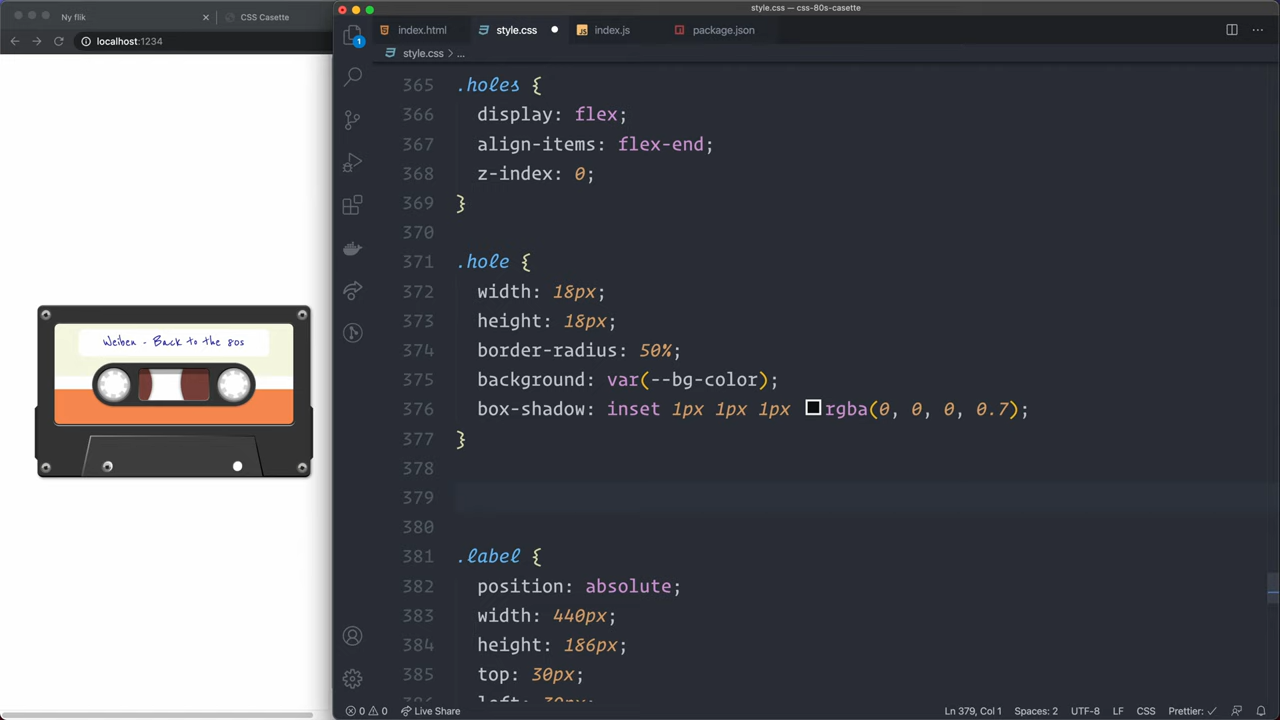 style.css — css-80s-casette
Ny flik
CSS Casette
localhost:1234
index.html
style.css
index.js
package.json
style.css > ...
365 .holes {
366 display: flex;
367 align-items: flex-end;
368 z-index: 0;
369 }
370
371 .hole {
372 width: 18px;
373 height: 18px;
374 border-radius: 50%;
375 background: var(--bg-color);
376 box-shadow: inset 1px 1px 1px rgba(0, 0, 0, 0.7);
377 }
378
379
380
381 .label {
382 position: absolute;
383 width: 440px;
384 height: 186px;
385 top: 30px;
Weiben - Back to the 80s
1
0 0 Live Share
Ln 379, Col 1 Spaces: 2 UTF-8 LF CSS Prettier: ✓